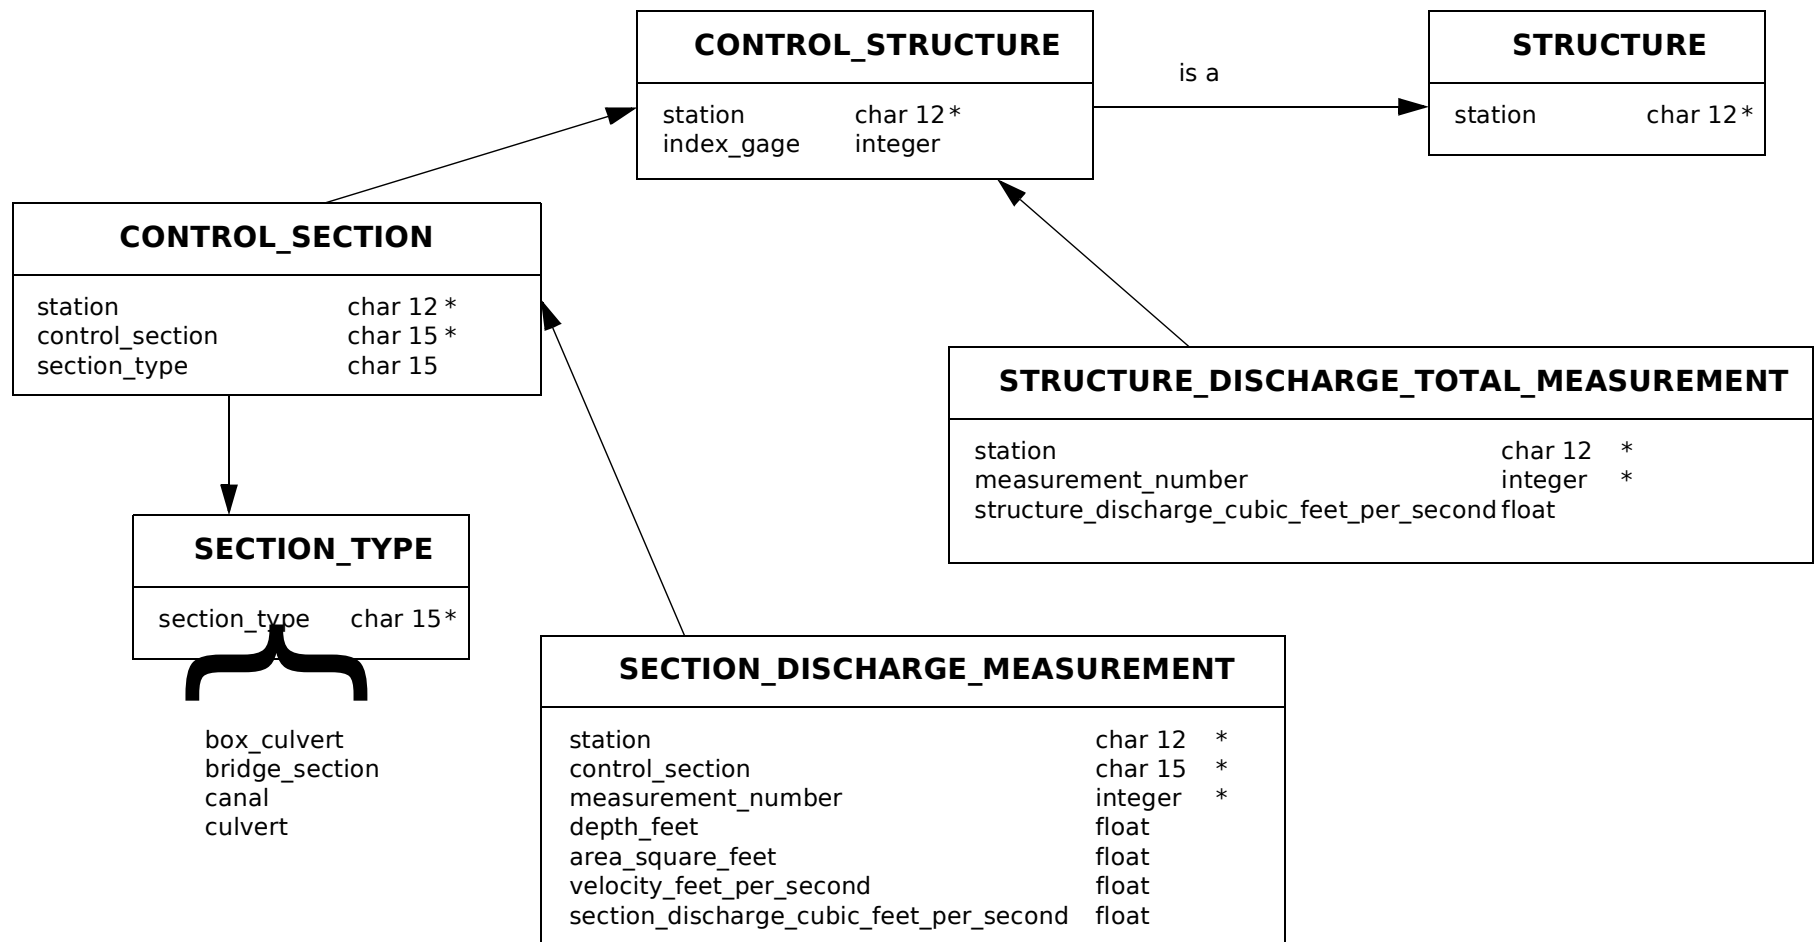 CONTROL_STRUCTURE
station char 12 *
index_gage integer
is a
STRUCTURE
station char 12 *
CONTROL_SECTION
station char 12 *
control_section char 15 *
section_type char 15
STRUCTURE_DISCHARGE_TOTAL_MEASUREMENT
station char 12 *
measurement_number integer *
structure_discharge_cubic_feet_per_second float
SECTION_TYPE
section_type char 15 *
box_culvert
bridge_section
canal
culvert
SECTION_DISCHARGE_MEASUREMENT
station char 12 *
control_section char 15 *
measurement_number integer *
depth_feet float
area_square_feet float
velocity_feet_per_second float
section_discharge_cubic_feet_per_second float